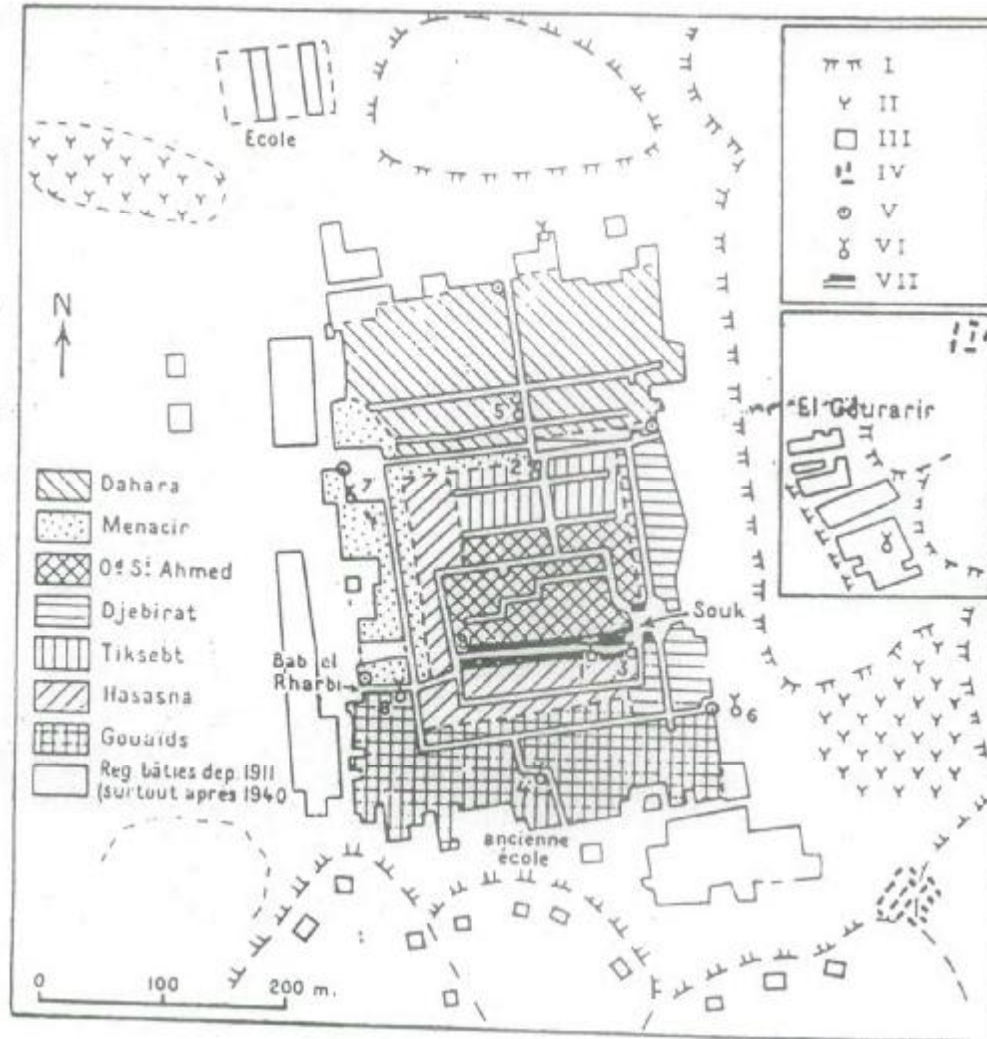 Ecole
I
II
III
IV
V
VI
VII
N
El Gourarir
5
2
7
Souk
Bab el
Rharbi
1
3
8
6
4
Dahara
Menacir
Od Si Ahmed
Djebirat
Tiksebt
Hasasna
Gouaïds
Reg. bâties dep. 1911
(surtout après 1940
ancienne
école
0 100 200 m.